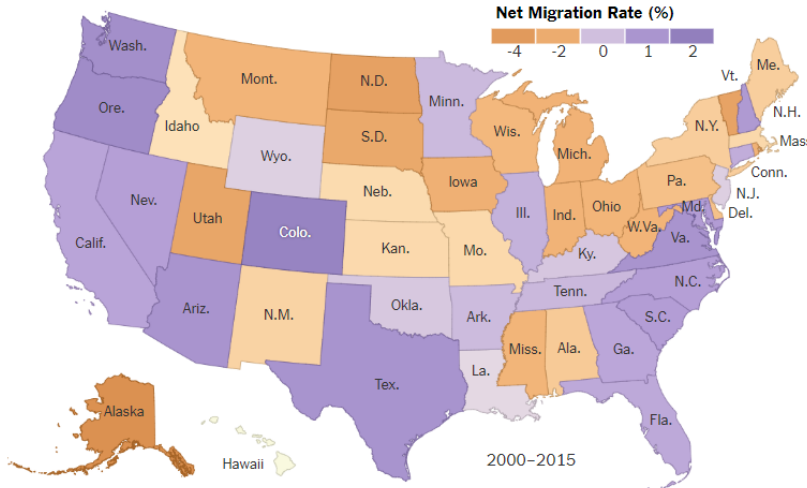 Net Migration Rate (%)
-4 -2 0 1 2
Wash.
Ore.
Idaho
Mont.
N.D.
Minn.
Wis.
Mich.
Vt.
Me.
N.H.
Mass
N.Y.
Conn.
N.J.
Del.
Pa.
Md.
S.D.
Wyo.
Iowa
Neb.
Ill.
Ind.
Ohio
W.Va.
Va.
Nev.
Utah
Colo.
Calif.
Kan.
Mo.
Ky.
N.C.
Tenn.
S.C.
Ariz.
N.M.
Okla.
Ark.
Miss.
Ala.
Ga.
La.
Tex.
Fla.
Alaska
Hawaii
2000–2015